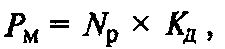 Pм = Nр × Kд ,